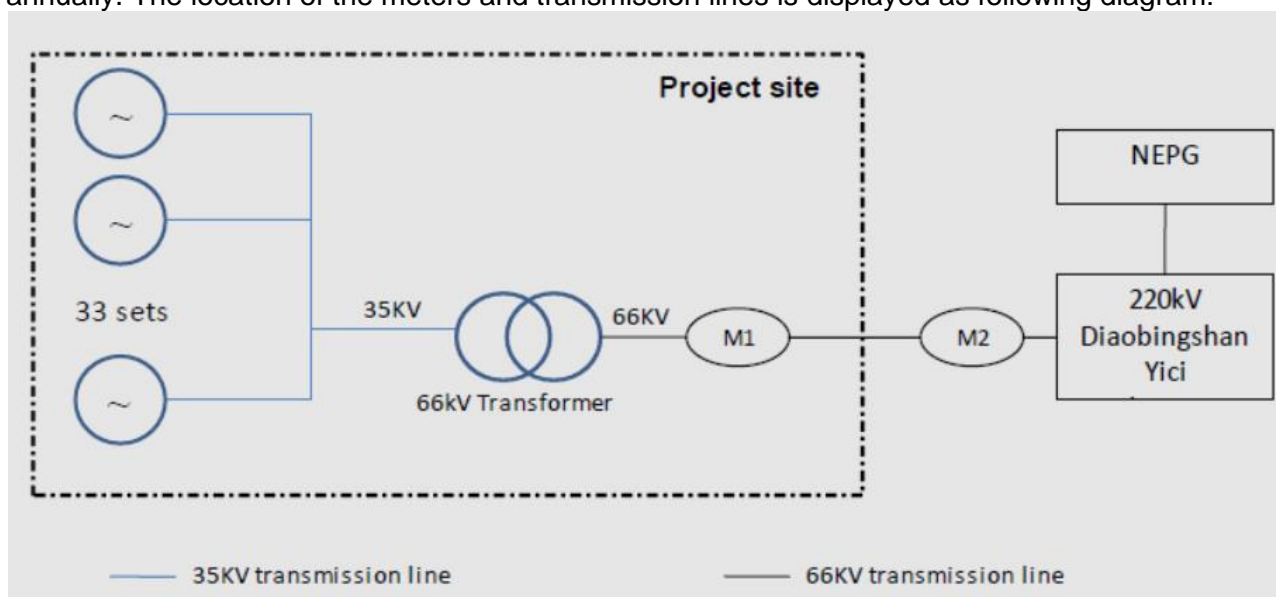 annually. The location of the meters and transmission lines is displayed as following diagram.
Project site
~
~
33 sets
~
35KV
66KV
66kV Transformer
M1
M2
NEPG
220kV
Diaobingshan
Yici
35KV transmission line
66KV transmission line